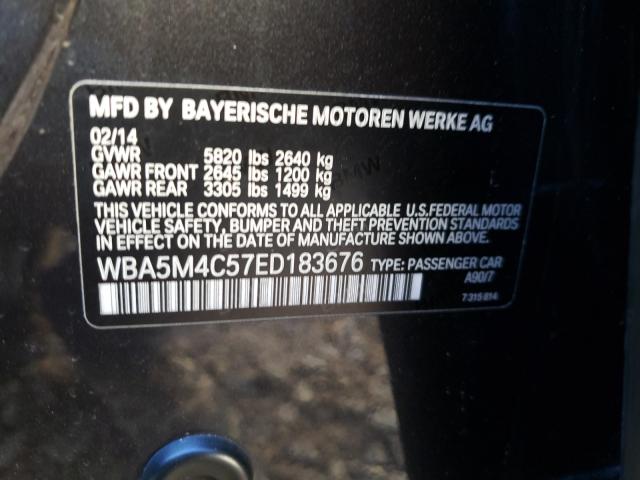 MFD BY BAYERISCHE MOTOREN WERKE AG
02/14
GVWR 5820 lbs 2640 kg
GAWR FRONT 2645 lbs 1200 kg
GAWR REAR 3305 lbs 1499 kg
THIS VEHICLE CONFORMS TO ALL APPLICABLE U.S.FEDERAL MOTOR
VEHICLE SAFETY, BUMPER AND THEFT PREVENTION STANDARDS
IN EFFECT ON THE DATE OF MANUFACTURE SHOWN ABOVE.
WBA5M4C57ED183676 TYPE: PASSENGER CAR
A90/7
7 315 814